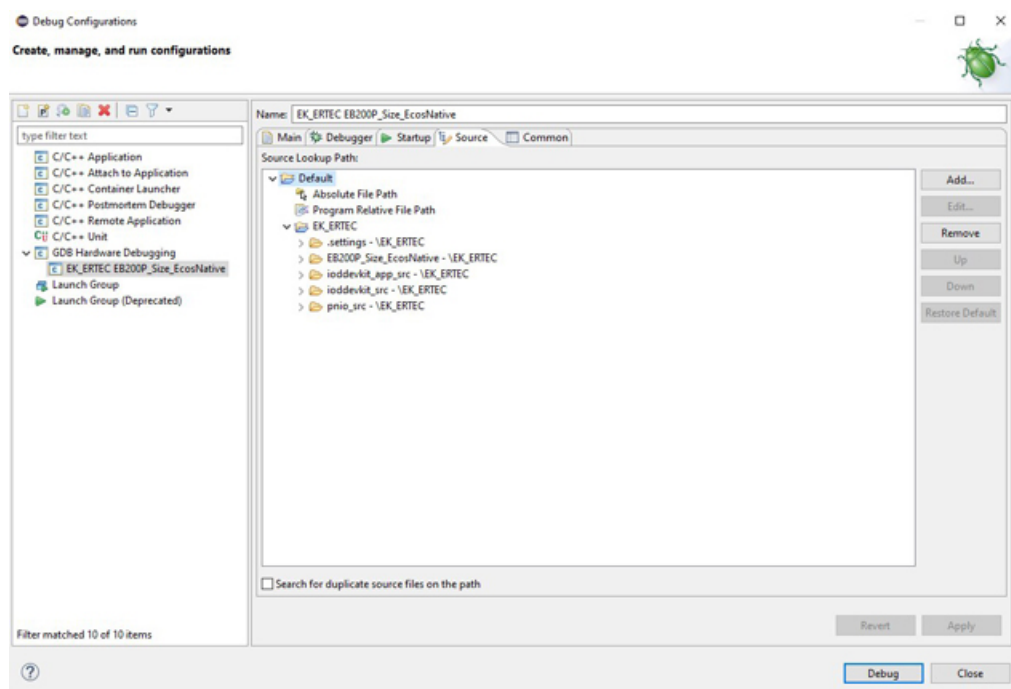 Debug Configurations
Create, manage, and run configurations
type filter text
C/C++ Application
C/C++ Attach to Application
C/C++ Container Launcher
C/C++ Postmortem Debugger
C/C++ Remote Application
C/C++ Unit
GDB Hardware Debugging
EK_ERTEC EB200P_Size_EcosNative
Launch Group
Launch Group (Deprecated)
Filter matched 10 of 10 items
Name: EK_ERTEC EB200P_Size_EcosNative
Main Debugger Startup Source Common
Source Lookup Path:
Default
Absolute File Path
Program Relative File Path
EK_ERTEC
.settings - \EK_ERTEC
EB200P_Size_EcosNative - \EK_ERTEC
ioddevkit_app_src - \EK_ERTEC
ioddevkit_src - \EK_ERTEC
pnio_src - \EK_ERTEC
Add...
Edit...
Remove
Up
Down
Restore Default
Search for duplicate source files on the path
Revert Apply
Debug Close